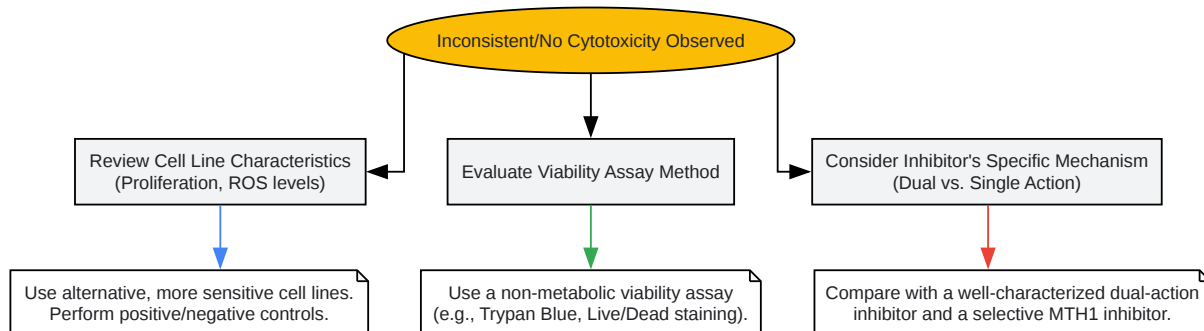 Inconsistent/No Cytotoxicity Observed
Review Cell Line Characteristics
(Proliferation, ROS levels)
Evaluate Viability Assay Method
Consider Inhibitor's Specific Mechanism
(Dual vs. Single Action)
Use alternative, more sensitive cell lines.
Perform positive/negative controls.
Use a non-metabolic viability assay
(e.g., Trypan Blue, Live/Dead staining).
Compare with a well-characterized dual-action
inhibitor and a selective MTH1 inhibitor.